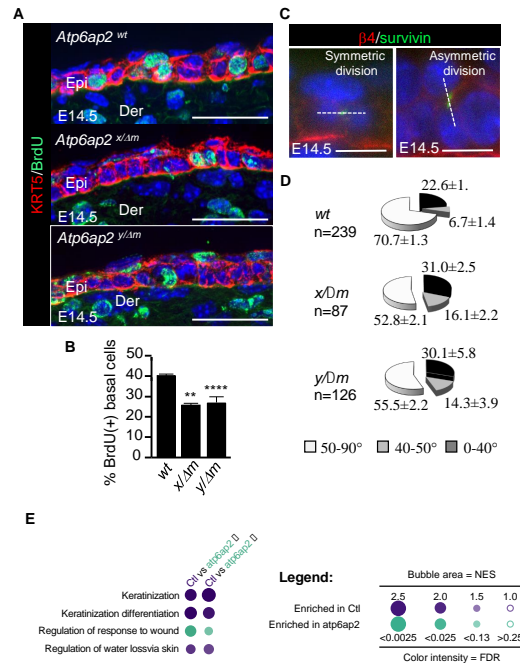 A
Atp6ap2 wt
Epi
Der
E14.5
Atp6ap2 x/Δm
Epi
Der
E14.5
Atp6ap2 y/Δm
Epi
Der
E14.5
KRT5/BrdU
B
% BrdU(+) basal cells
50
40
30
20
10
0
**
****
wt
x/Δm
y/Δm
C
β4/survivin
Symmetric
division
E14.5
Asymmetric
division
E14.5
D
wt
n=239
22.6±1.
6.7±1.4
70.7±1.3
x/▯m
n=87
31.0±2.5
16.1±2.2
52.8±2.1
y/▯m
n=126
30.1±5.8
14.3±3.9
55.5±2.2
50-90° 40-50° 0-40°
E
Ctl vs atp6ap2 ▯
Ctl vs atp6ap2 ▯
Keratinization
Keratinization differentiation
Regulation of response to wound
Regulation of water lossvia skin
Legend:
Bubble area = NES
2.5 2.0 1.5 1.0
Enriched in Ctl
Enriched in atp6ap2
<0.0025 <0.025 <0.13 >0.25
Color intensity = FDR